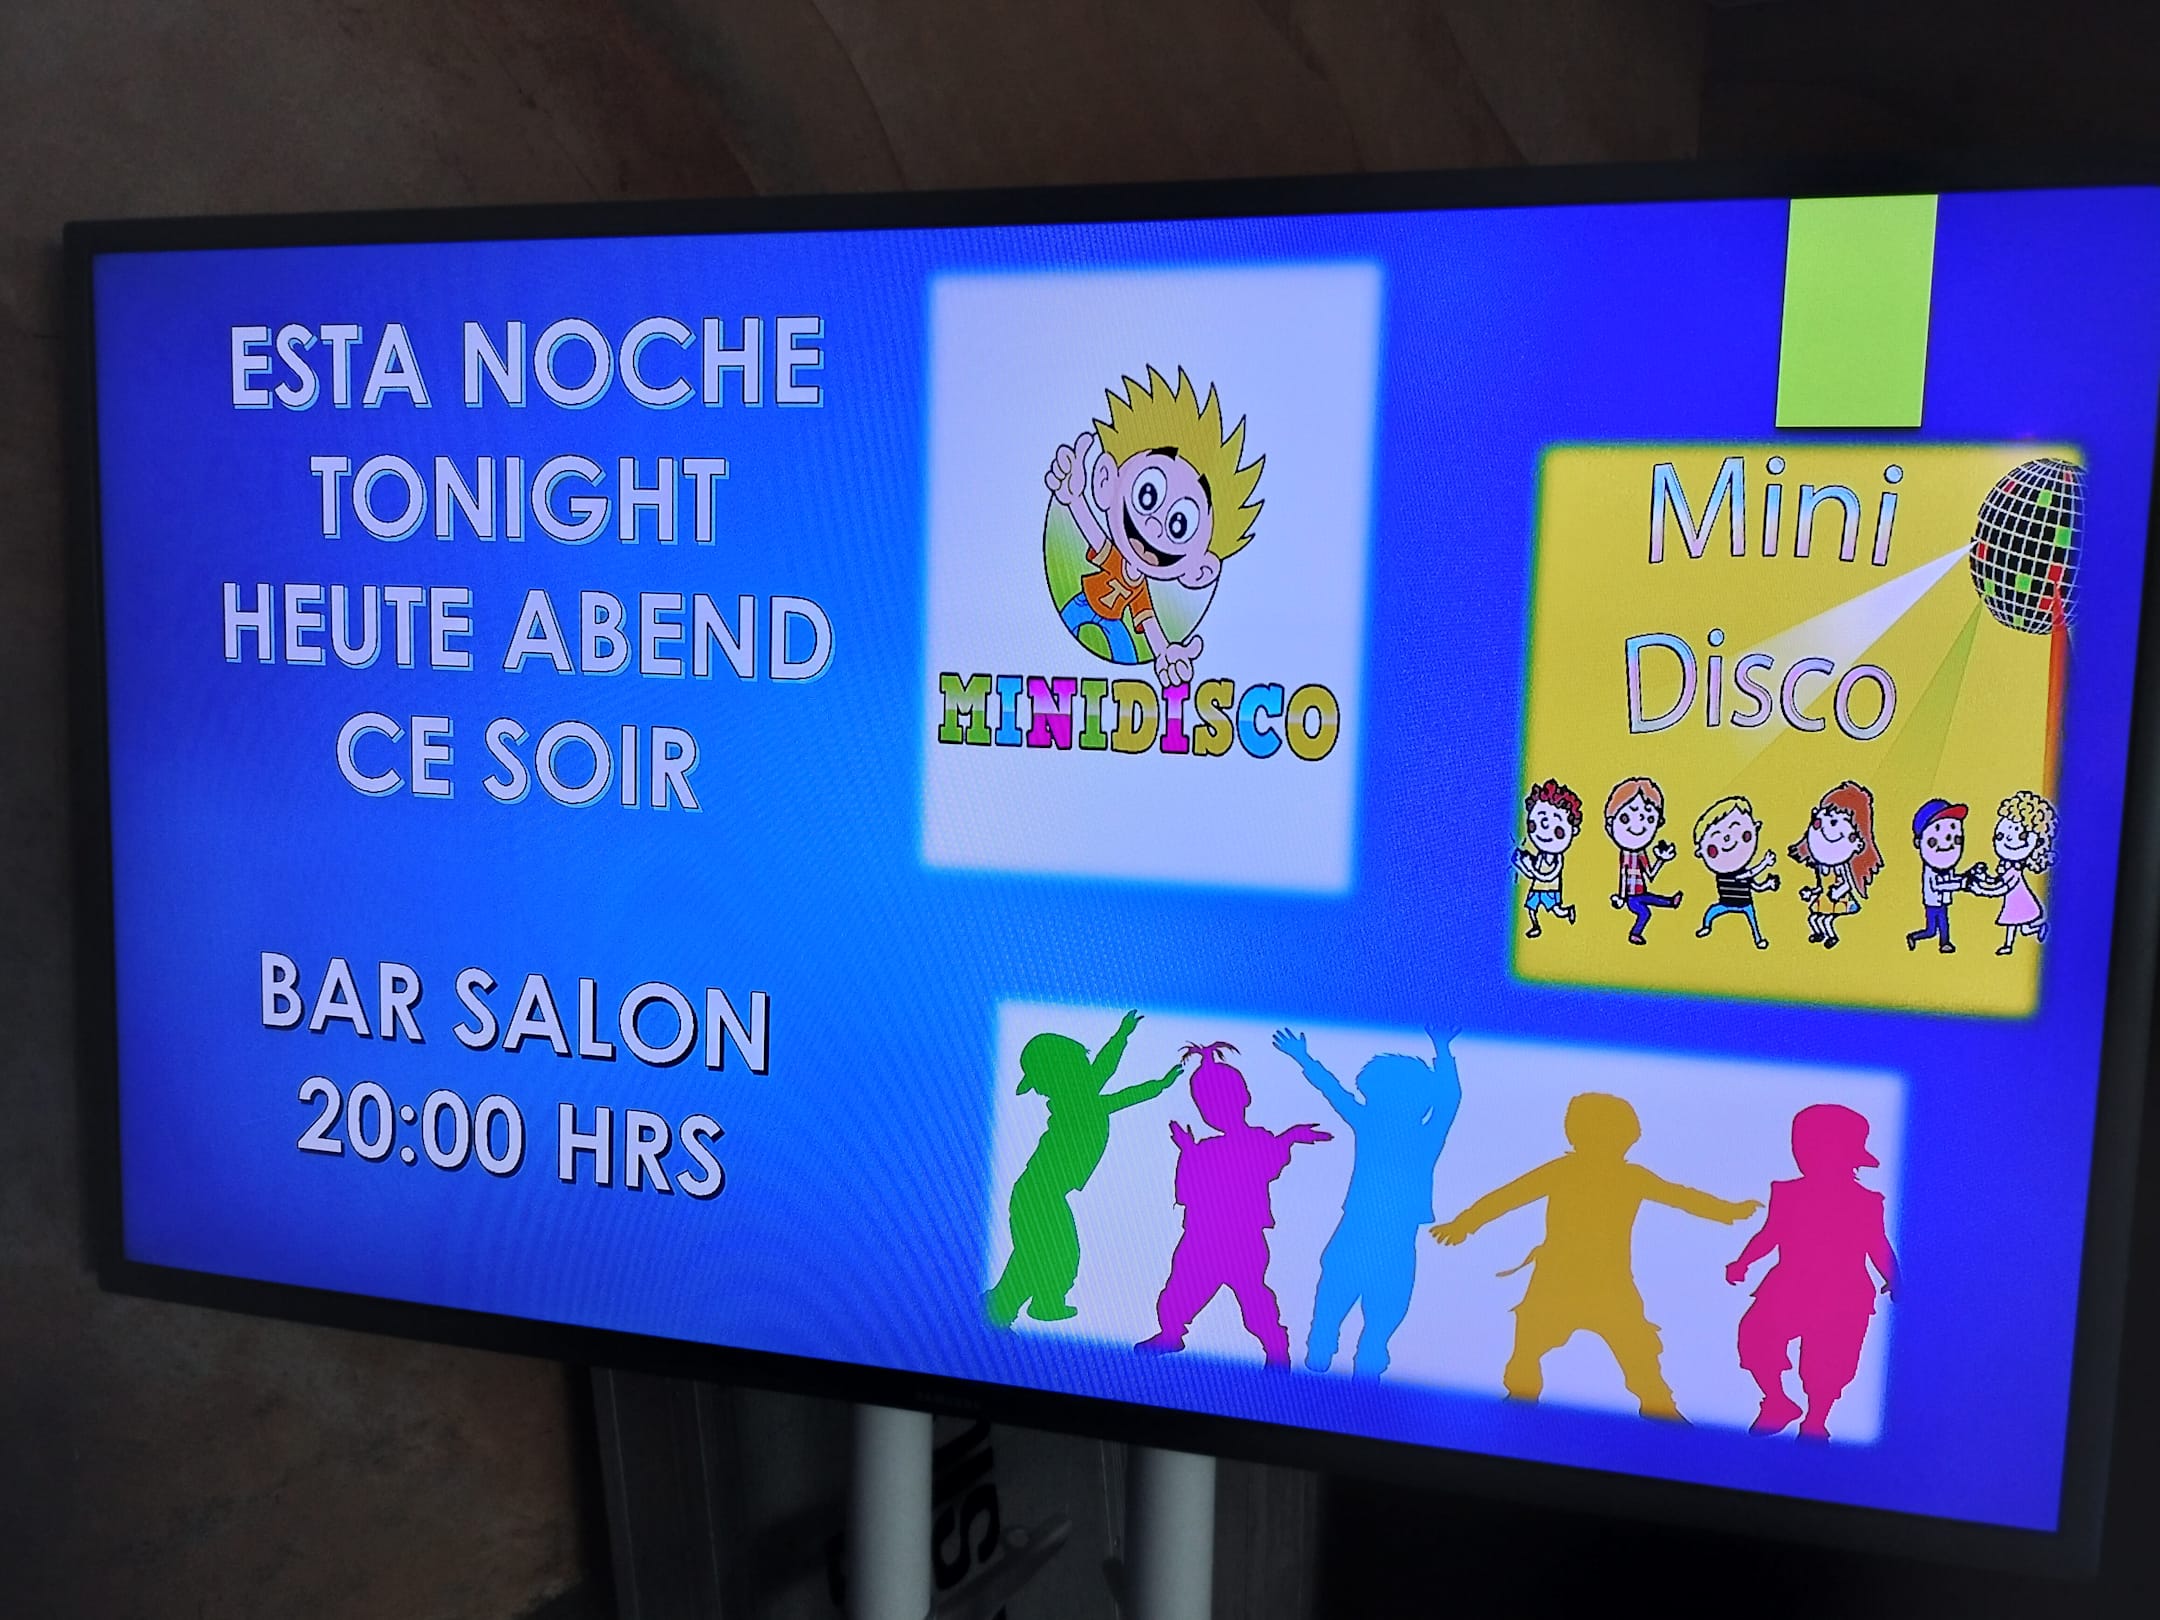 ESTA NOCHE
TONIGHT
HEUTE ABEND
CE SOIR
BAR SALON
20:00 HRS
T
MINIDISCO
Mini
Disco